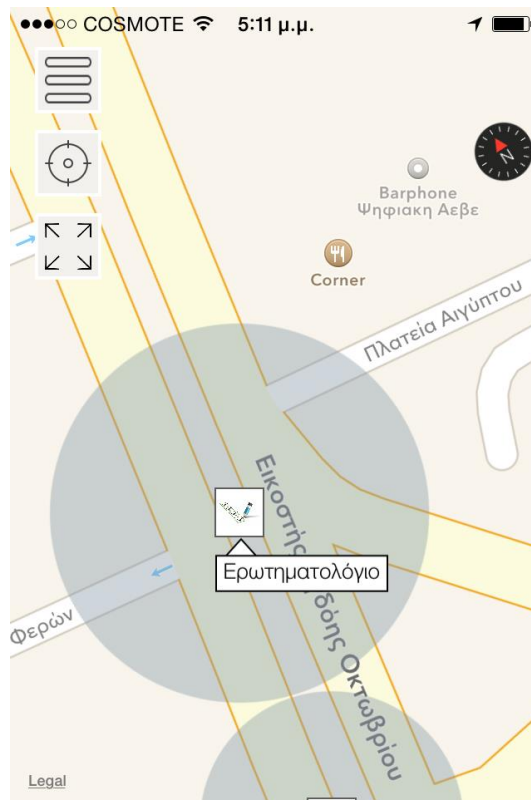 COSMOTE 5:11 μ.μ.
N
Barphone
Ψηφιακη Αεβε
Corner
Πλατεία Αιγύπτου
Εικοστής δόης Οκτωβρίου
Ερωτηματολόγιο
Φερών
Legal